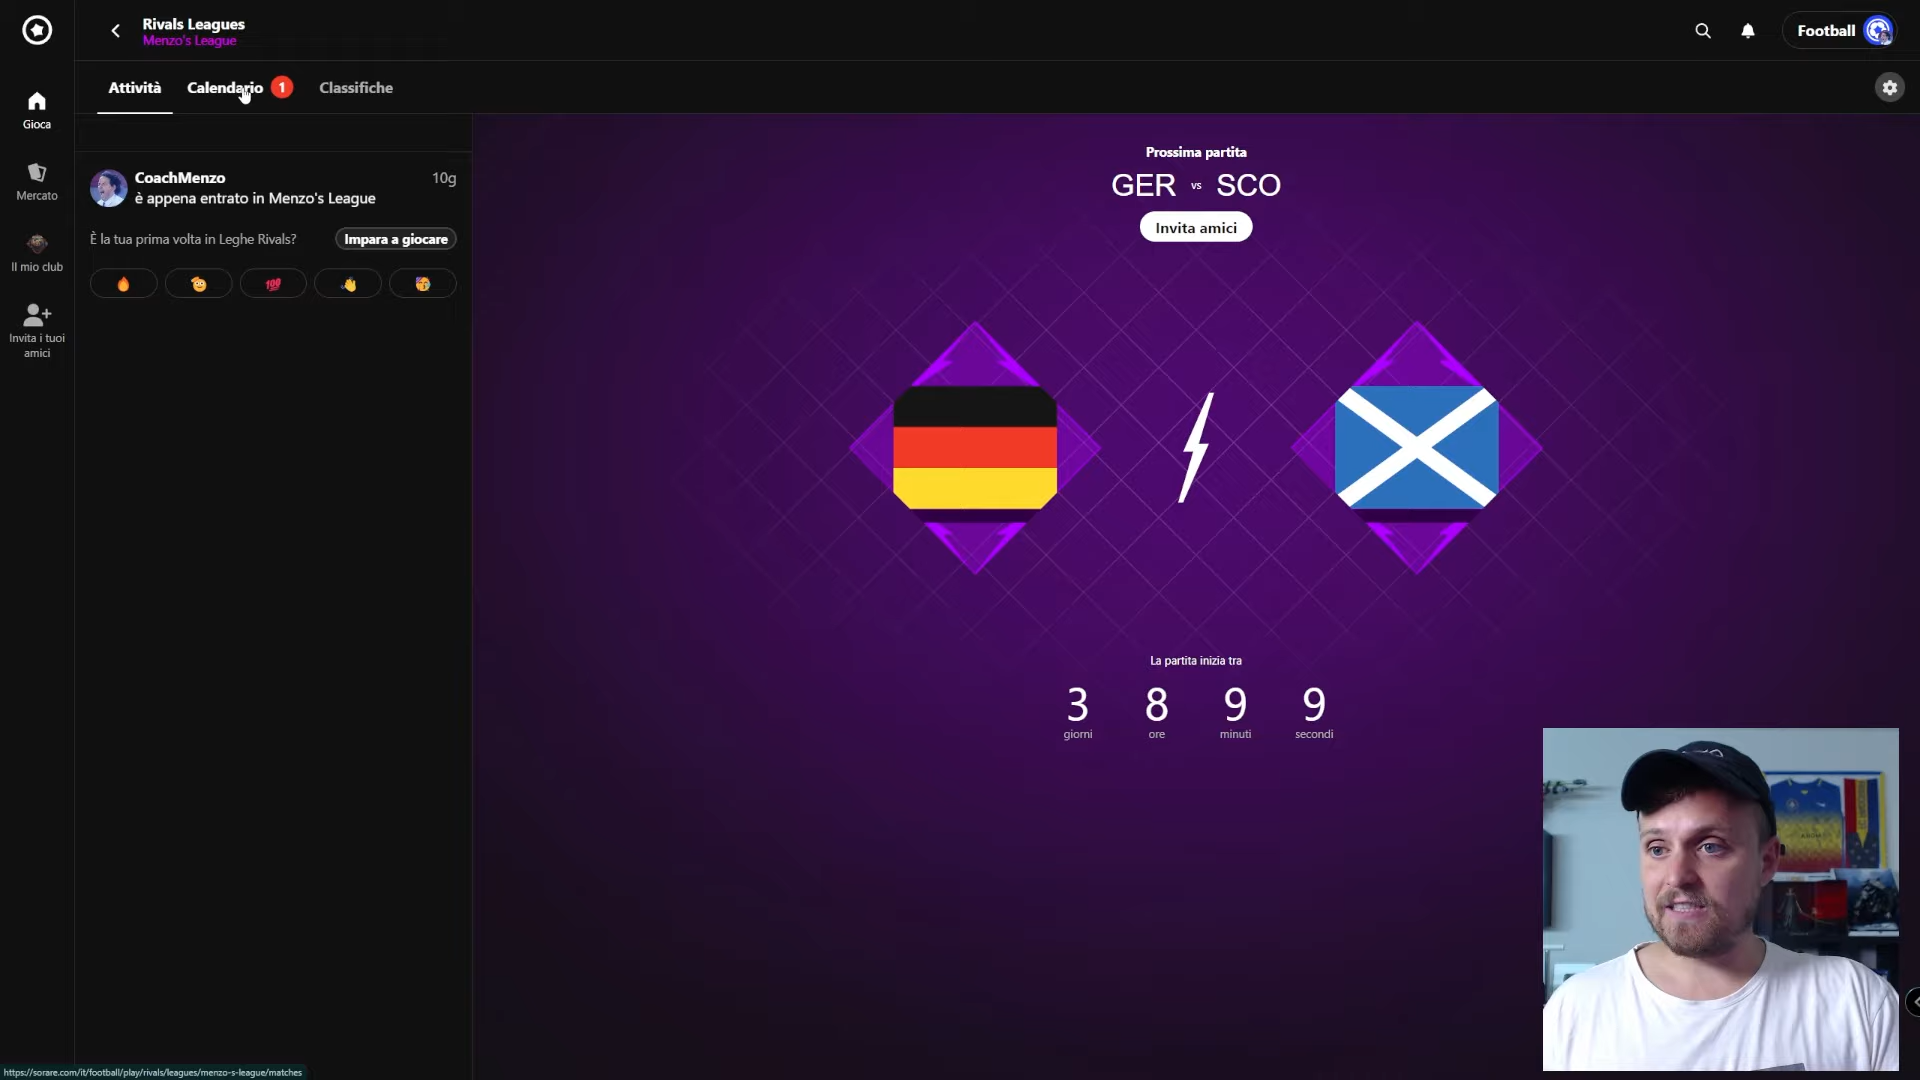 Rivals Leagues
Menzo's League
Football
Attività
Calendario
1
Classifiche
Gioca
Mercato
Il mio club
Invita i tuoi
amici
CoachMenzo
10g
è appena entrato in Menzo's League
È la tua prima volta in Leghe Rivals?
Impara a giocare
100
Prossima partita
GER vs SCO
Invita amici
La partita inizia tra
3 8 9 9
giorni ore minuti secondi
https://sorare.com/it/football/play/rivals/leagues/menzo-s-league/matches